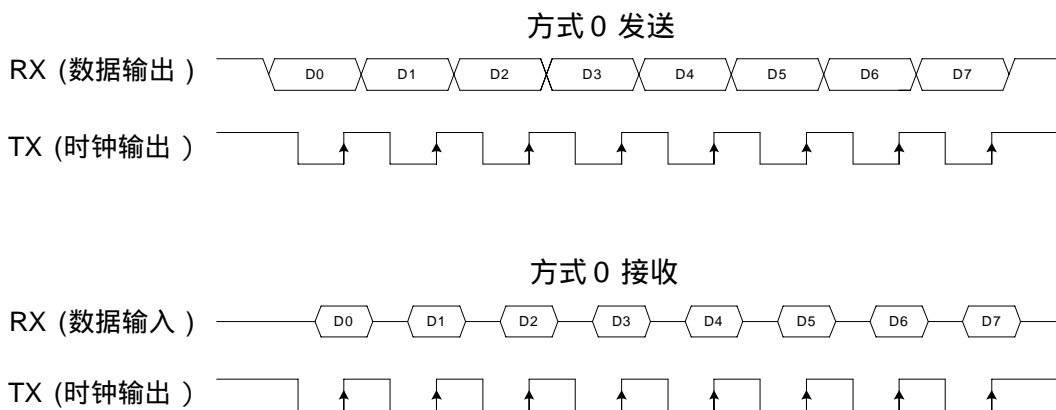 方式0 发送
RX (数据输出 )
D0 D1 D2 D3 D4 D5 D6 D7
TX (时钟输出 )
方式0 接收
RX (数据输入 )
D0 D1 D2 D3 D4 D5 D6 D7
TX (时钟输出 )